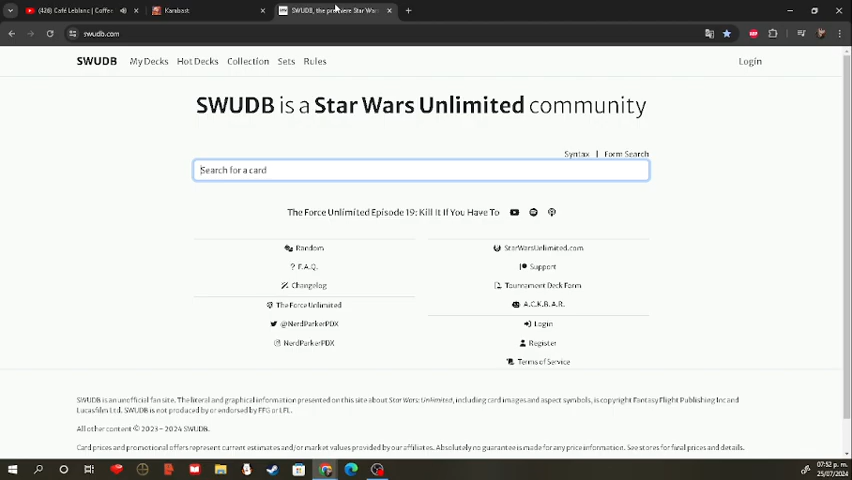 (426) Café Leblanc | Coffee
Karabast
SWUDB, the premiere Star Wars
swudb.com
SWUDB My Decks Hot Decks Collection Sets Rules Login
SWUDB is a Star Wars Unlimited community
Syntax | Form Search
Search for a card
The Force Unlimited Episode 19: Kill It If You Have To
Random
? F.A.Q.
Changelog
The Force Unlimited
@NerdParkerPDX
NerdParkerPDX
StarWarsUnlimited.com
Support
Tournament Deck Form
A.C.K.B.A.R.
Login
Register
Terms of Service
SWUDB is an unofficial fan site. The literal and graphical information presented on this site about Star Wars: Unlimited, including card images and aspect symbols, is copyright Fantasy Flight Publishing Inc and
Lucasfilm Ltd. SWUDB is not produced by or endorsed by FFG or LFL.
All other content © 2023 - 2024 SWUDB.
Card prices and promotional offers represent current estimates and/or market values provided by our affiliates. Absolutely no guarantee is made for any price information. See stores for final prices and details.
07:52 p. m.
25/07/2024